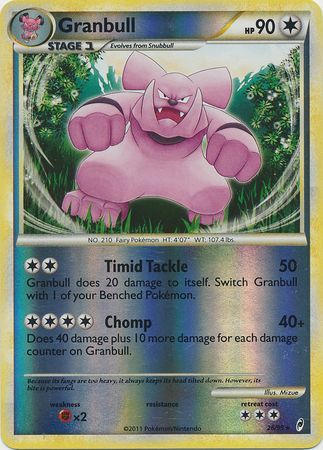 Granbull
HP 90
STAGE 1 Evolves from Snubbull
NO. 210 Fairy Pokémon HT: 4'07" WT: 107.4 lbs.
Timid Tackle 50
Granbull does 20 damage to itself. Switch Granbull
with 1 of your Benched Pokémon.
Chomp 40+
Does 40 damage plus 10 more damage for each damage
counter on Granbull.
Because its fangs are too heavy, it always keeps its head tilted down. However, its
bite is powerful.
Illus. Mizue
weakness resistance retreat cost
×2
©2011 Pokémon/Nintendo
26/95 ★